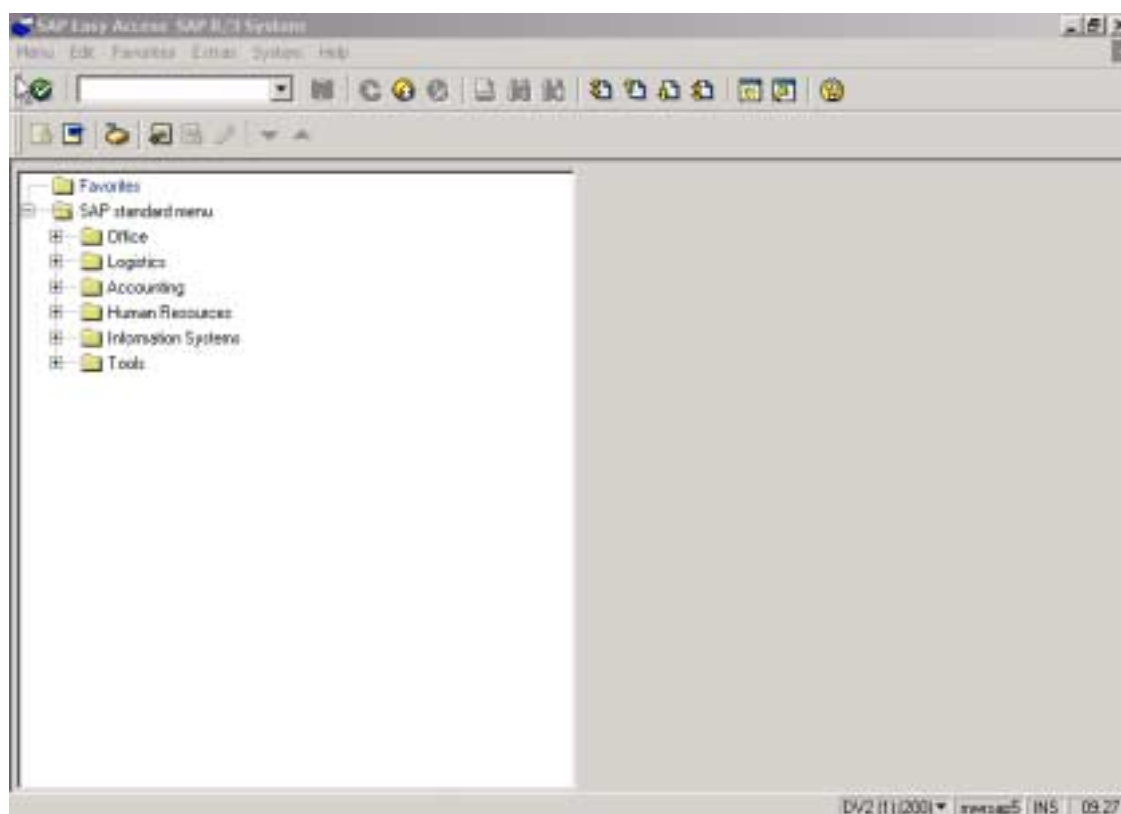 SAP Easy Access SAP R/3 System
Menu Edit Favorites Extras System Help
Favorites
SAP standard menu
Office
Logistics
Accounting
Human Resources
Information Systems
Tools
DV2 (1) (200) INS 09:27